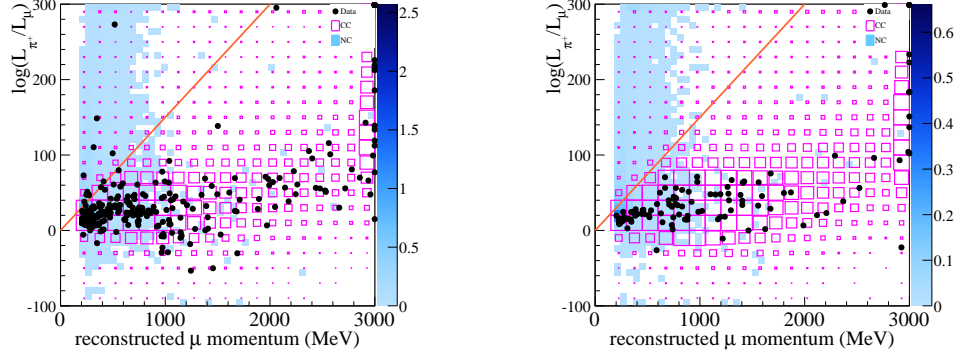 log(L_{π^+}/L_μ)
300
200
100
0
-100
0 1000 2000 3000
reconstructed μ momentum (MeV)
Data
CC
NC
2.5
2
1.5
1
0.5
0
log(L_{π^+}/L_μ)
300
200
100
0
-100
0 1000 2000 3000
reconstructed μ momentum (MeV)
Data
CC
NC
0.6
0.5
0.4
0.3
0.2
0.1
0